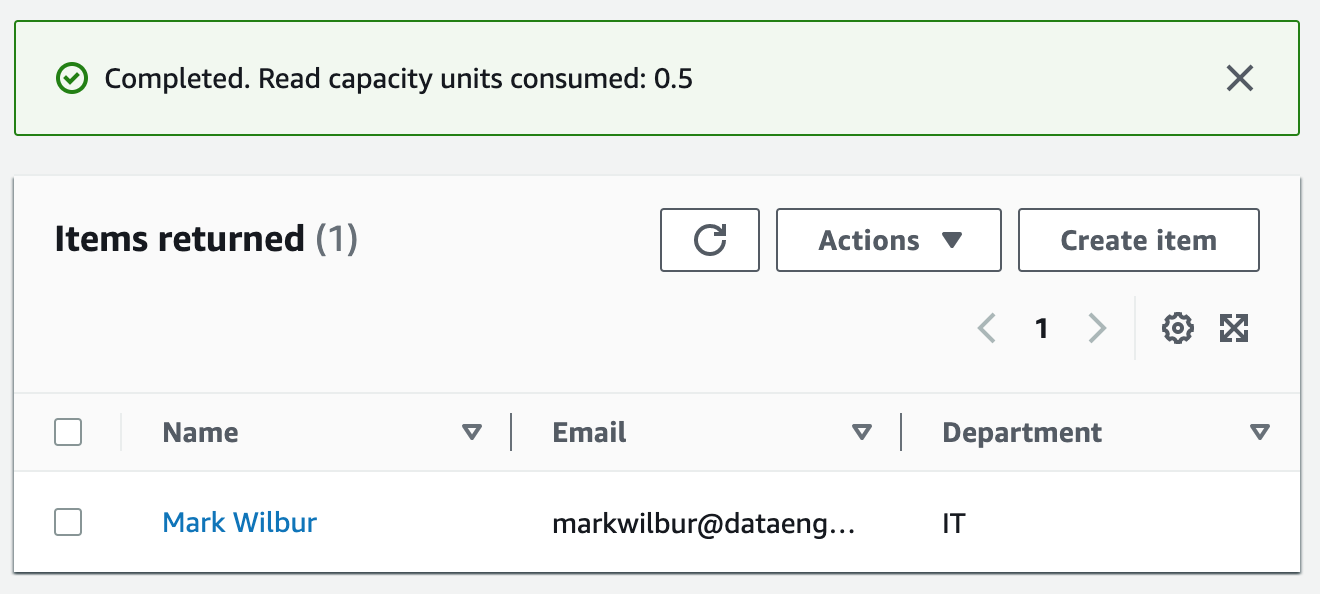 Completed. Read capacity units consumed: 0.5
Items returned (1)
Actions
Create item
1
Name
Email
Department
Mark Wilbur
markwilbur@dataeng...
IT